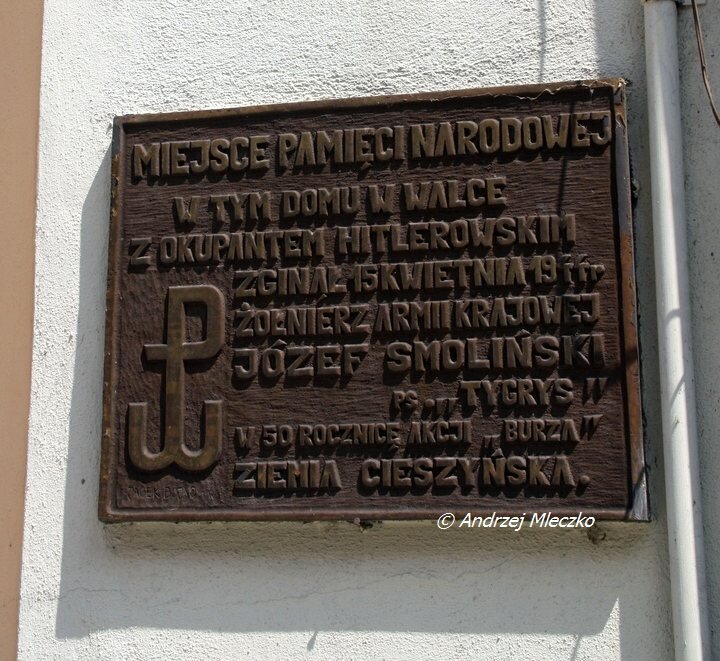 MIEJSCE PAMIĘCI NARODOWEJ
W TYM DOMU W WALCE
Z OKUPANTEM HITLEROWSKIM
ZGINĄŁ 15 KWIETNIA 1944r.
ŻOŁNIERZ ARMII KRAJOWEJ
JÓZEF SMOLIŃSKI
PS. „TYGRYS"
W 50 ROCZNICĘ AKCJI „BURZA"
ZIEMIA CIESZYŃSKA.
© Andrzej Mleczko